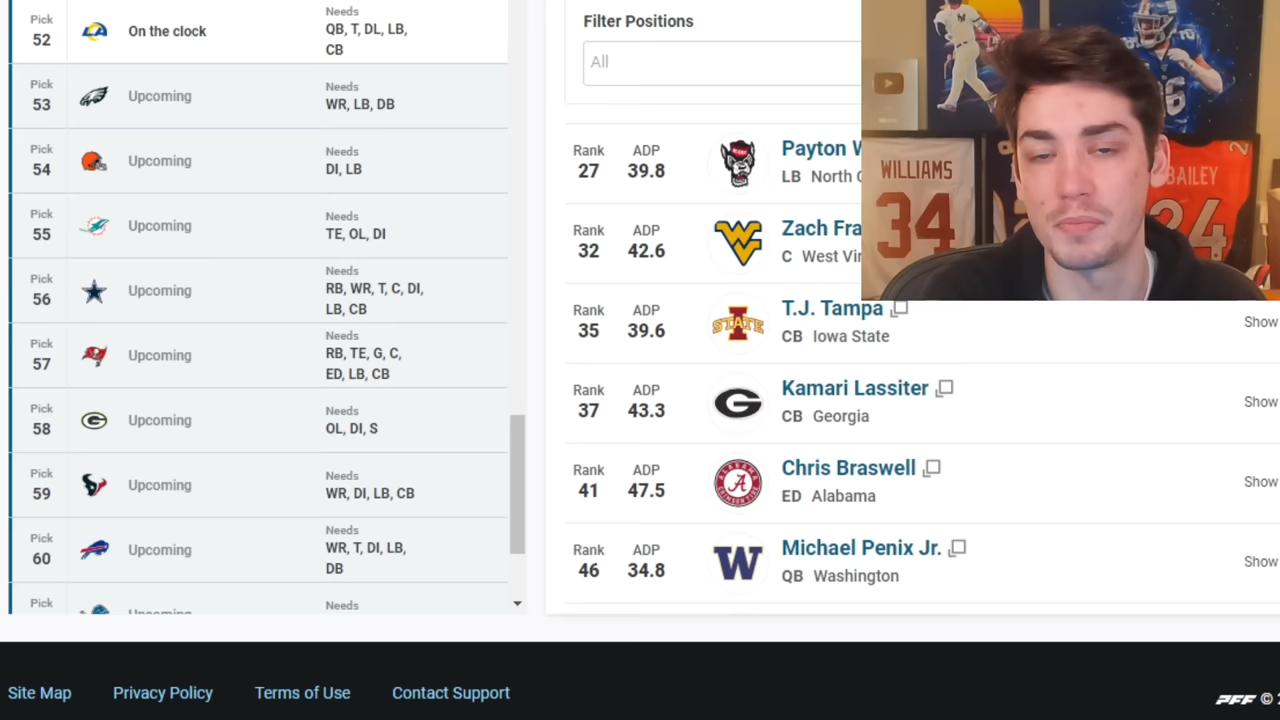 Pick
52
On the clock
Needs
QB, T, DL, LB,
CB
Pick
53
Upcoming
Needs
WR, LB, DB
Pick
54
Upcoming
Needs
DI, LB
Pick
55
Upcoming
Needs
TE, OL, DI
Pick
56
Upcoming
Needs
RB, WR, T, C, DI,
LB, CB
Pick
57
Upcoming
Needs
RB, TE, G, C,
ED, LB, CB
Pick
58
Upcoming
Needs
OL, DI, S
Pick
59
Upcoming
Needs
WR, DI, LB, CB
Pick
60
Upcoming
Needs
WR, T, DI, LB,
DB
Pick
Upcoming
Needs
Filter Positions
All
Rank
27
ADP
39.8
Payton
LB North
Rank
32
ADP
42.6
Zach
C West
Rank
35
ADP
39.6
T.J. Tampa
CB Iowa State
Show
STATE
Rank
37
ADP
43.3
Kamari Lassiter
CB Georgia
Show
Rank
41
ADP
47.5
Chris Braswell
ED Alabama
Show
Rank
46
ADP
34.8
Michael Penix Jr.
QB Washington
Show
WILLIAMS
34
BAILEY
24
Site Map
Privacy Policy
Terms of Use
Contact Support
PFF ©